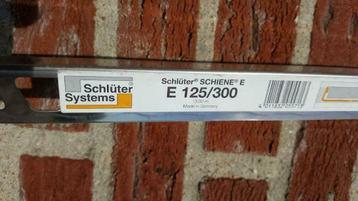 Schlüter®
Systems
Schlüter® SCHIENE® E
E 125/300
Made in Germany